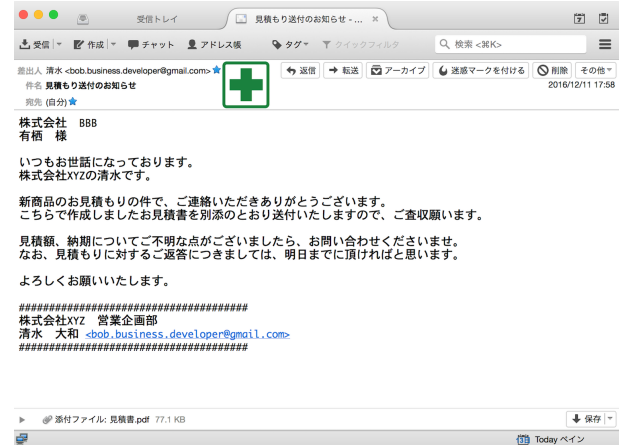 受信トレイ
見積もり送付のお知らせ - ... ×
7
受信 作成 チャット アドレス帳 タグ クイックフィルタ 検索 <⌘K>
差出人 清水 <bob.business.developer@gmail.com> 返信 転送 アーカイブ 迷惑マークを付ける 削除 その他
件名 見積もり送付のお知らせ 2016/12/11 17:58
宛先 (自分)
株式会社 BBB
有栖 様
いつもお世話になっております。
株式会社XYZの清水です。
新商品のお見積もりの件で、ご連絡いただきありがとうございます。
こちらで作成しましたお見積書を別添のとおり送付いたしますので、ご査収願います。
見積額、納期についてご不明な点がございましたら、お問い合わせくださいませ。
なお、見積もりに対するご返答につきましては、明日までに頂ければと思います。
よろしくお願いいたします。
######################################
株式会社XYZ 営業企画部
清水 大和 <bob.business.developer@gmail.com>
######################################
添付ファイル: 見積書.pdf 77.1 KB 保存
31 Today ペイン